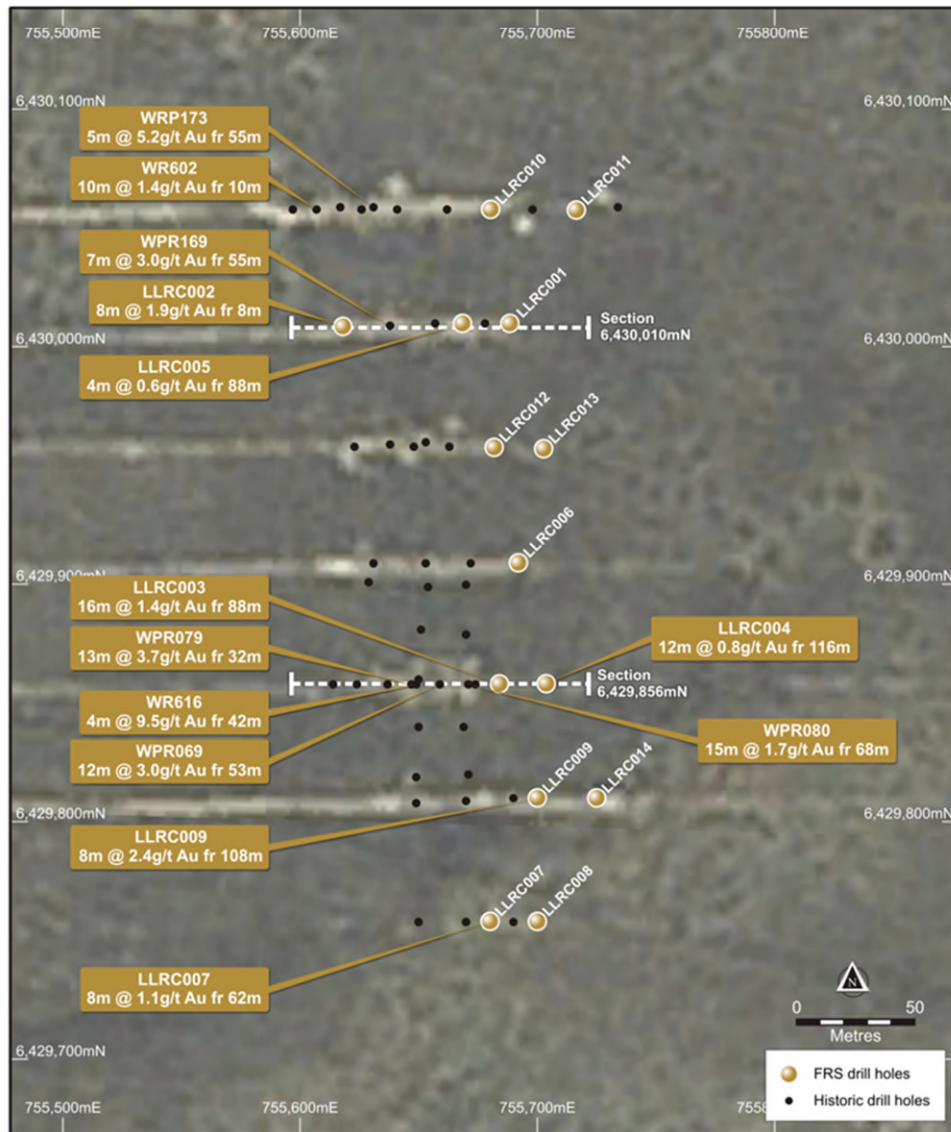 755,500mE
755,600mE
755,700mE
755,800mE
6,430,100mN
6,430,100mN
WRP173
5m @ 5.2g/t Au fr 55m
WR602
10m @ 1.4g/t Au fr 10m
LLRC010
LLRC011
WPR169
7m @ 3.0g/t Au fr 55m
LLRC002
8m @ 1.9g/t Au fr 8m
LLRC001
Section
6,430,010mN
6,430,000mN
6,430,000mN
LLRC005
4m @ 0.6g/t Au fr 88m
LLRC012
LLRC013
LLRC006
6,429,900mN
6,429,900mN
LLRC003
16m @ 1.4g/t Au fr 88m
WPR079
13m @ 3.7g/t Au fr 32m
LLRC004
12m @ 0.8g/t Au fr 116m
Section
6,429,856mN
WR616
4m @ 9.5g/t Au fr 42m
WPR080
15m @ 1.7g/t Au fr 68m
WPR069
12m @ 3.0g/t Au fr 53m
LLRC009
LLRC014
6,429,800mN
6,429,800mN
LLRC009
8m @ 2.4g/t Au fr 108m
LLRC007
LLRC008
LLRC007
8m @ 1.1g/t Au fr 62m
N
0
50
Metres
6,429,700mN
FRS drill holes
Historic drill holes
755,500mE
755,600mE
755,700mE